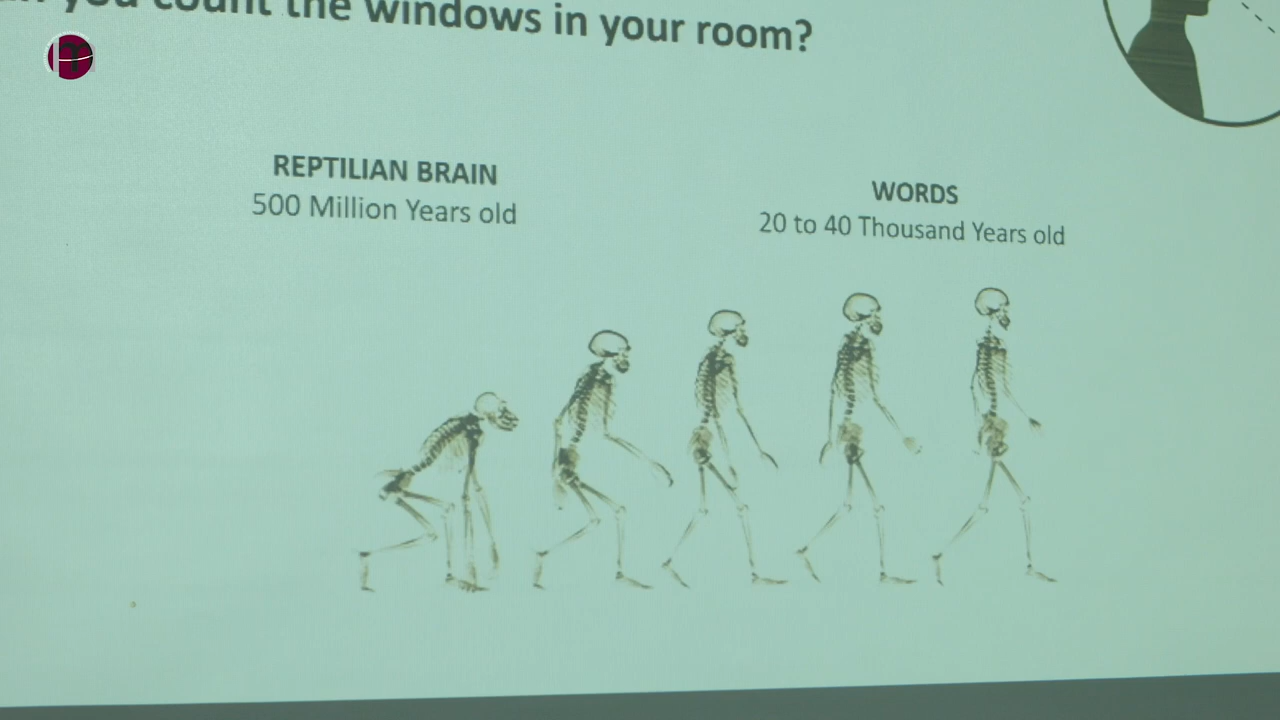 you count the windows in your room?
REPTILIAN BRAIN
500 Million Years old
WORDS
20 to 40 Thousand Years old